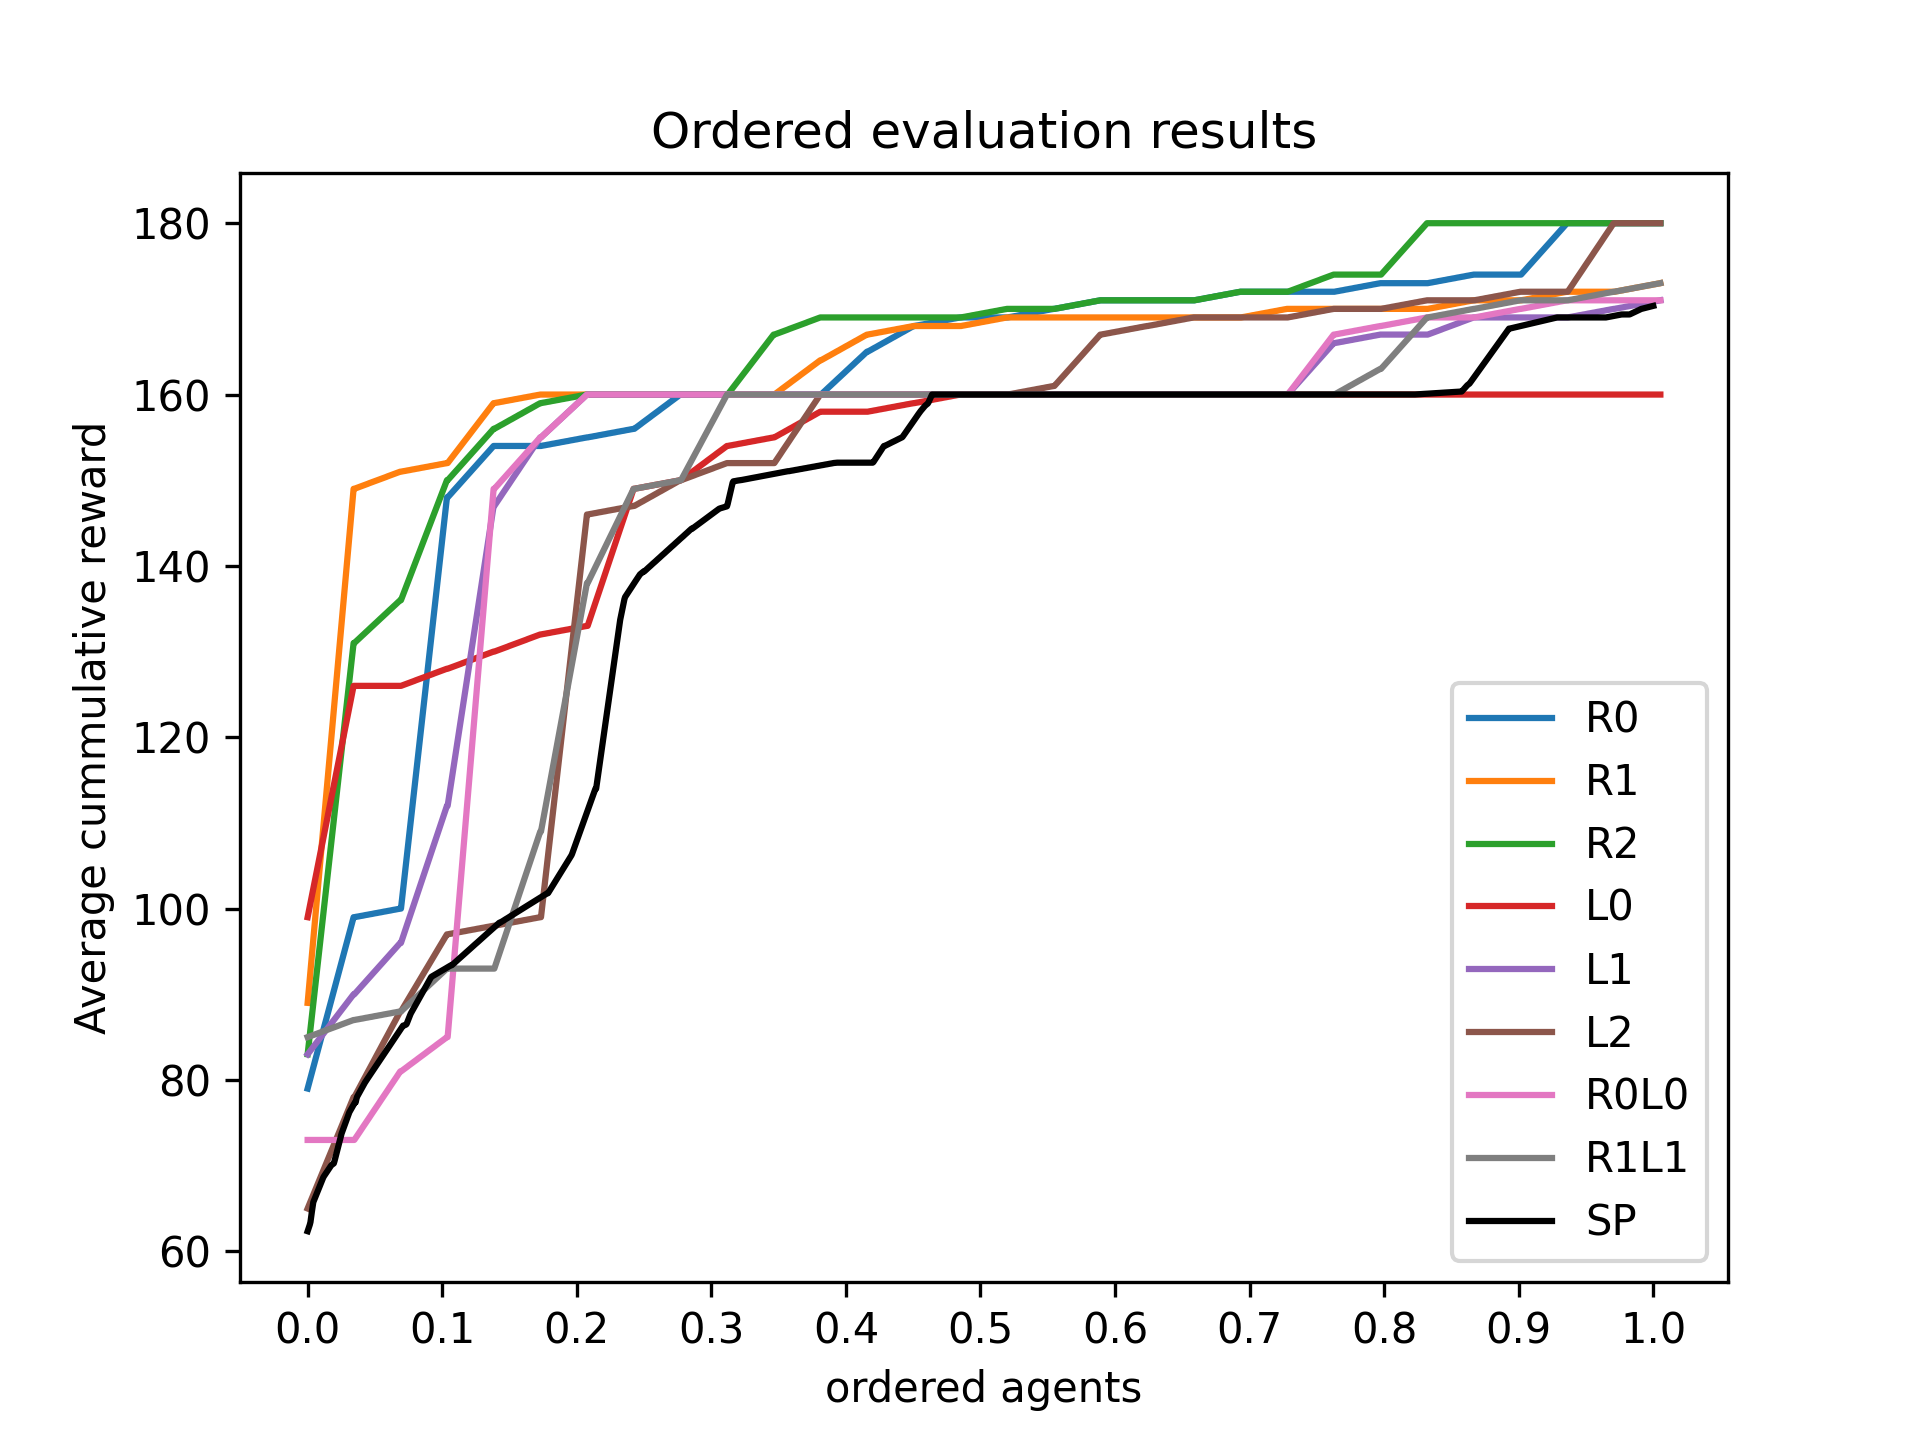 Ordered evaluation results
Average cummulative reward
180
160
140
120
100
80
60
0.0 0.1 0.2 0.3 0.4 0.5 0.6 0.7 0.8 0.9 1.0
ordered agents
R0
R1
R2
L0
L1
L2
R0L0
R1L1
SP